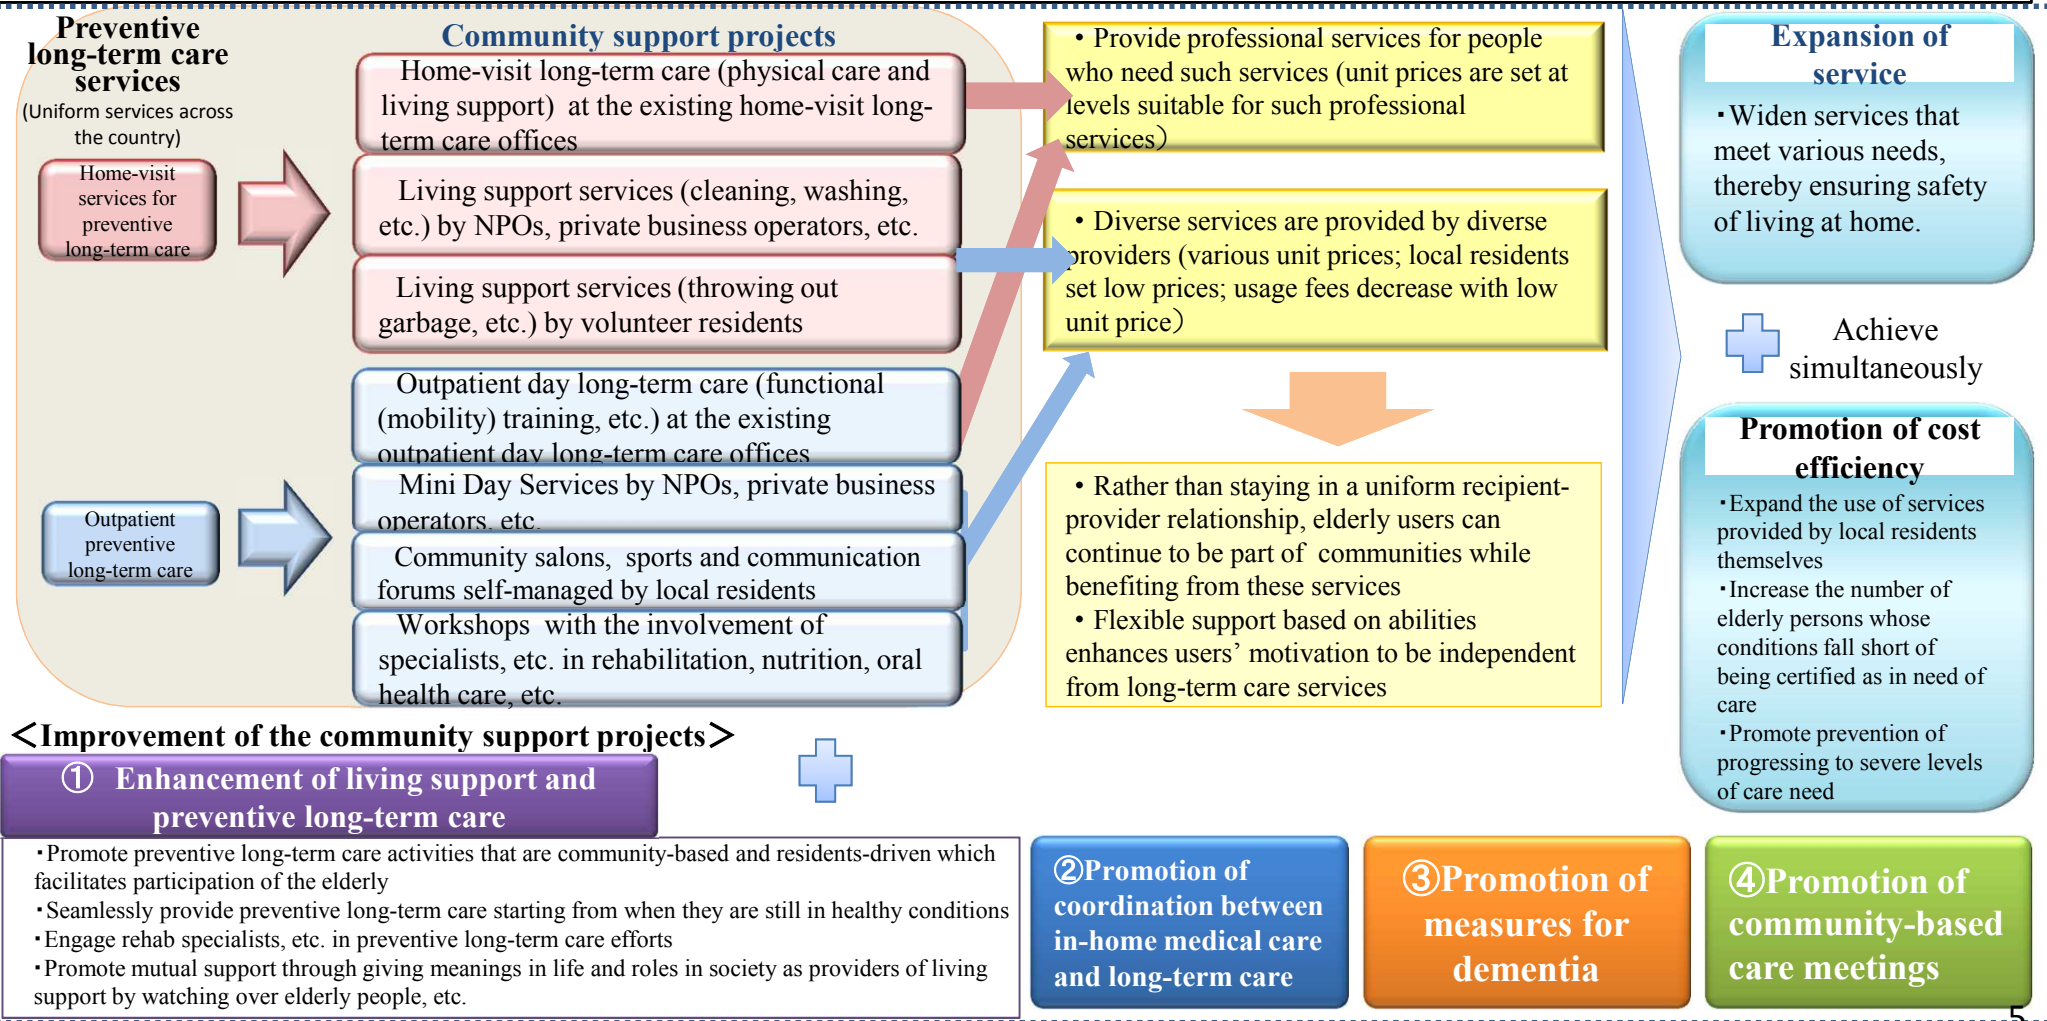 Preventive
long-term care
services
(Uniform services across
the country)
Home-visit
services for
preventive
long-term care
Outpatient
preventive
long-term care
Community support projects
Home-visit long-term care (physical care and
living support) at the existing home-visit long-
term care offices
Living support services (cleaning, washing,
etc.) by NPOs, private business operators, etc.
Living support services (throwing out
garbage, etc.) by volunteer residents
Outpatient day long-term care (functional
(mobility) training, etc.) at the existing
outpatient day long-term care offices
Mini Day Services by NPOs, private business
operators, etc.
Community salons, sports and communication
forums self-managed by local residents
Workshops with the involvement of
specialists, etc. in rehabilitation, nutrition, oral
health care, etc.
・Provide professional services for people
who need such services (unit prices are set at
levels suitable for such professional
services）
・Diverse services are provided by diverse
providers (various unit prices; local residents
set low prices; usage fees decrease with low
unit price）
・Rather than staying in a uniform recipient-
provider relationship, elderly users can
continue to be part of communities while
benefiting from these services
・Flexible support based on abilities
enhances users’ motivation to be independent
from long-term care services
Expansion of
service
・Widen services that
meet various needs,
thereby ensuring safety
of living at home.
Achieve
simultaneously
Promotion of cost
efficiency
・Expand the use of services
provided by local residents
themselves
・Increase the number of
elderly persons whose
conditions fall short of
being certified as in need of
care
・Promote prevention of
progressing to severe levels
of care need
＜Improvement of the community support projects＞
① Enhancement of living support and
preventive long-term care
・Promote preventive long-term care activities that are community-based and residents-driven which
facilitates participation of the elderly
・Seamlessly provide preventive long-term care starting from when they are still in healthy conditions
・Engage rehab specialists, etc. in preventive long-term care efforts
・Promote mutual support through giving meanings in life and roles in society as providers of living
support by watching over elderly people, etc.
②Promotion of
coordination between
in-home medical care
and long-term care
③Promotion of
measures for
dementia
④Promotion of
community-based
care meetings
5